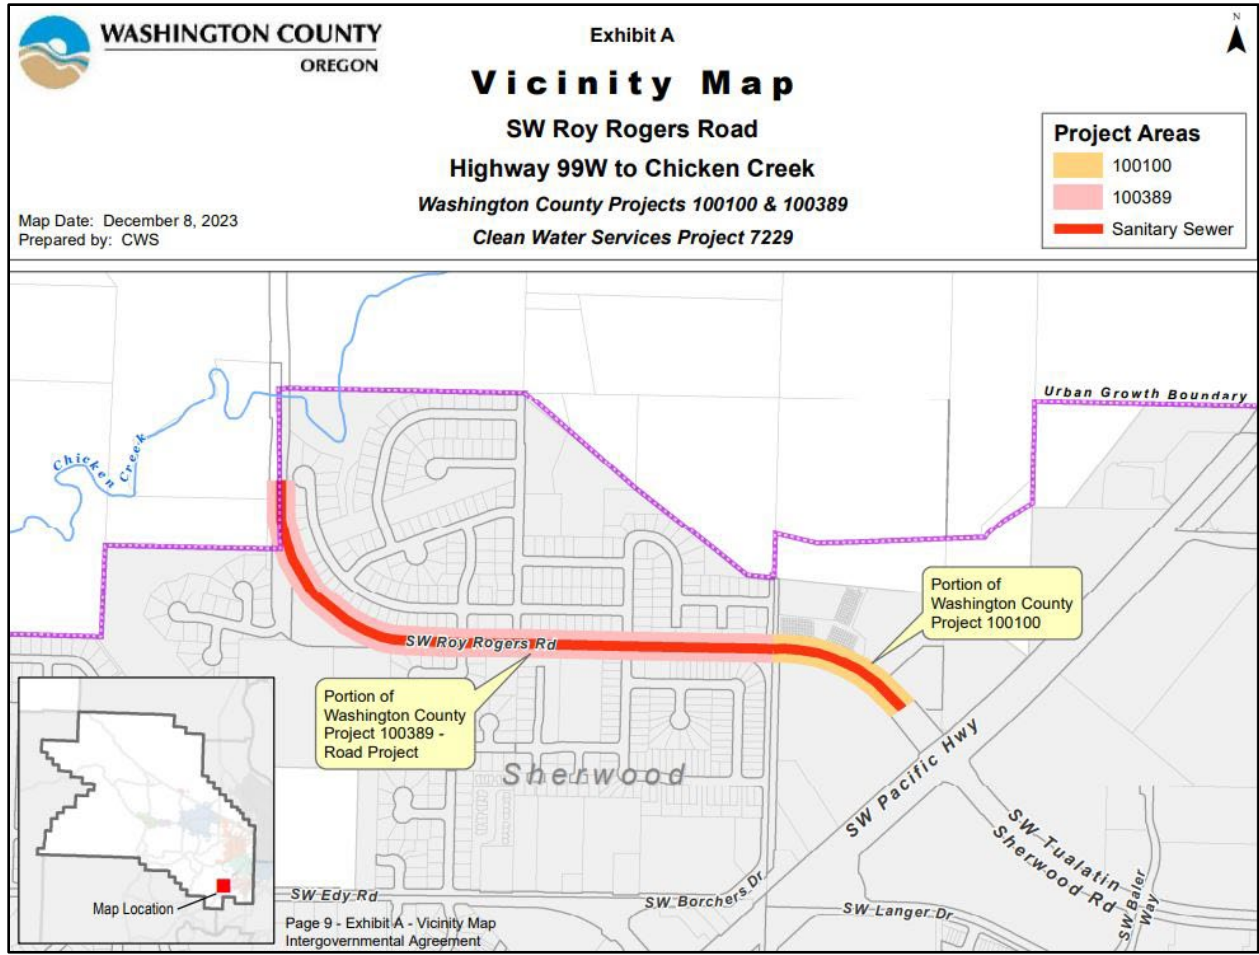 WASHINGTON COUNTY
OREGON
Exhibit A
N
Vicinity Map
SW Roy Rogers Road
Highway 99W to Chicken Creek
Washington County Projects 100100 & 100389
Clean Water Services Project 7229
Map Date: December 8, 2023
Prepared by: CWS
Project Areas
100100
100389
Sanitary Sewer
Urban Growth Boundary
Chicken Creek
Portion of
Washington County
Project 100100
SW Roy Rogers Rd
Portion of
Washington County
Project 100389 -
Road Project
Sherwood
SW Pacific Hwy
SW Tualatin
Sherwood Rd
SW Baler
Way
SW Edy Rd
SW Borchers Dr
SW Langer Dr
Map Location
Page 9 - Exhibit A - Vicinity Map
Intergovernmental Agreement